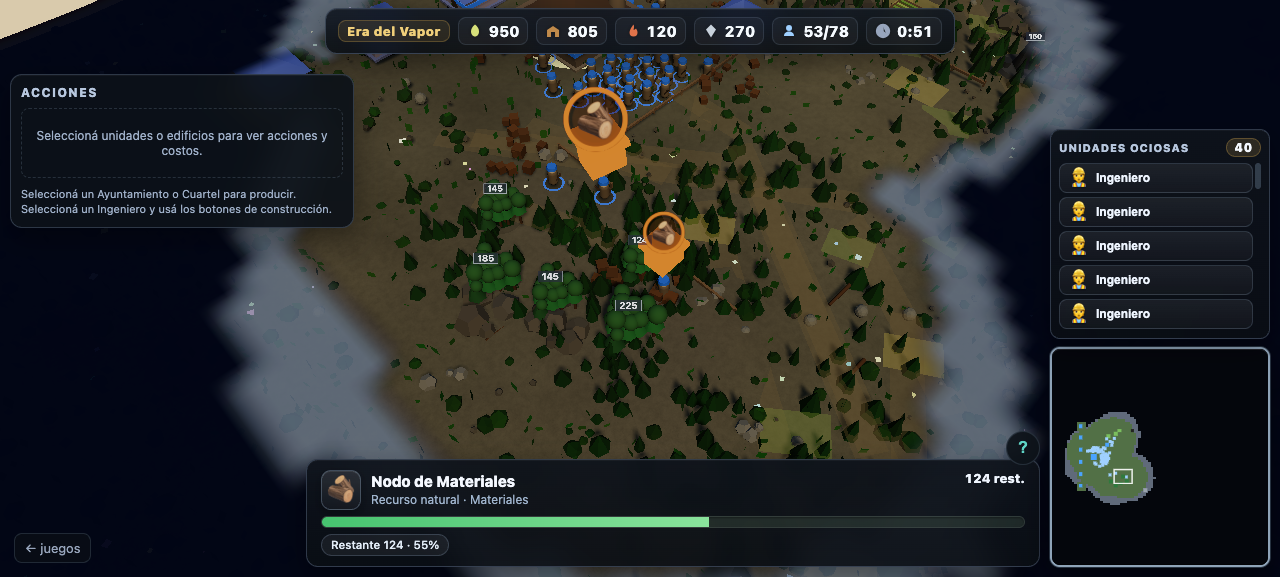 Era del Vapor 950 805 120 270 53/78 0:51
150
ACCIONES
Seleccioná unidades o edificios para ver acciones y
costos.
Seleccioná un Ayuntamiento o Cuartel para producir.
Seleccioná un Ingeniero y usá los botones de construcción.
UNIDADES OCIOSAS 40
Ingeniero
Ingeniero
Ingeniero
Ingeniero
Ingeniero
145
185
145
225
?
Nodo de Materiales
124 rest.
Recurso natural · Materiales
Restante 124 · 55%
← juegos